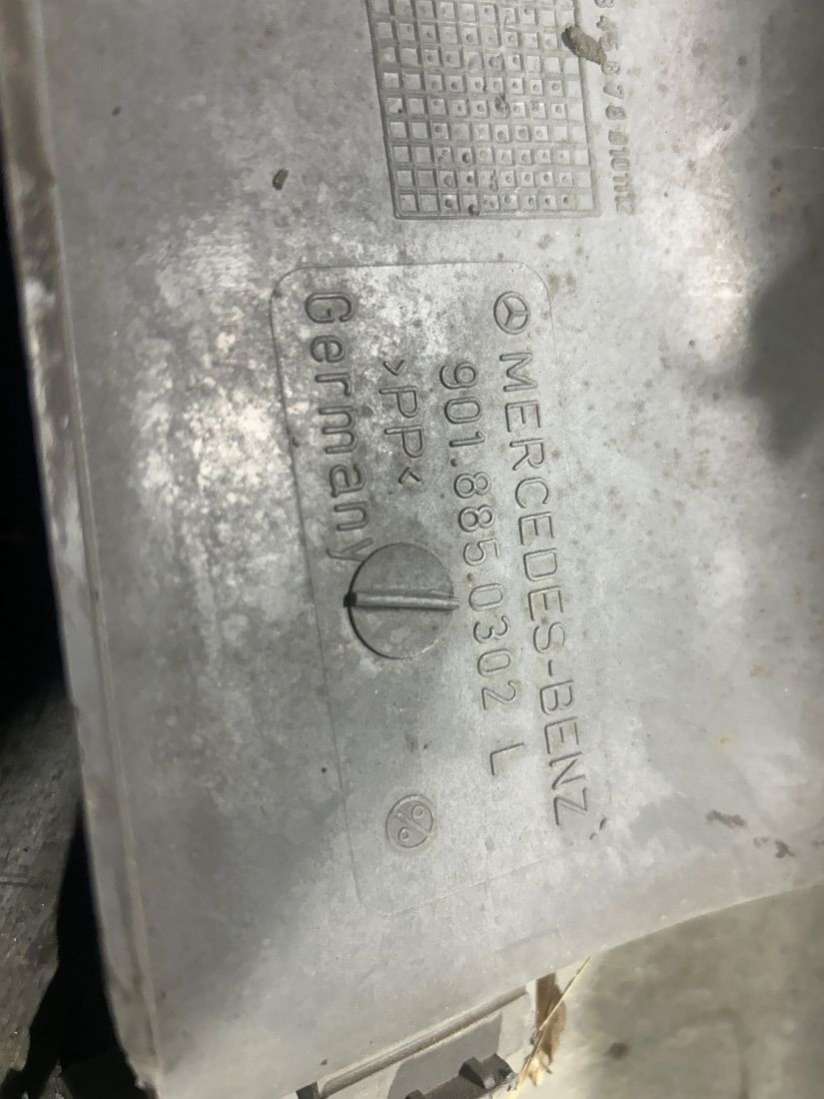 MERCEDES-BENZ
901.885 0302 L
>PP<
Germany